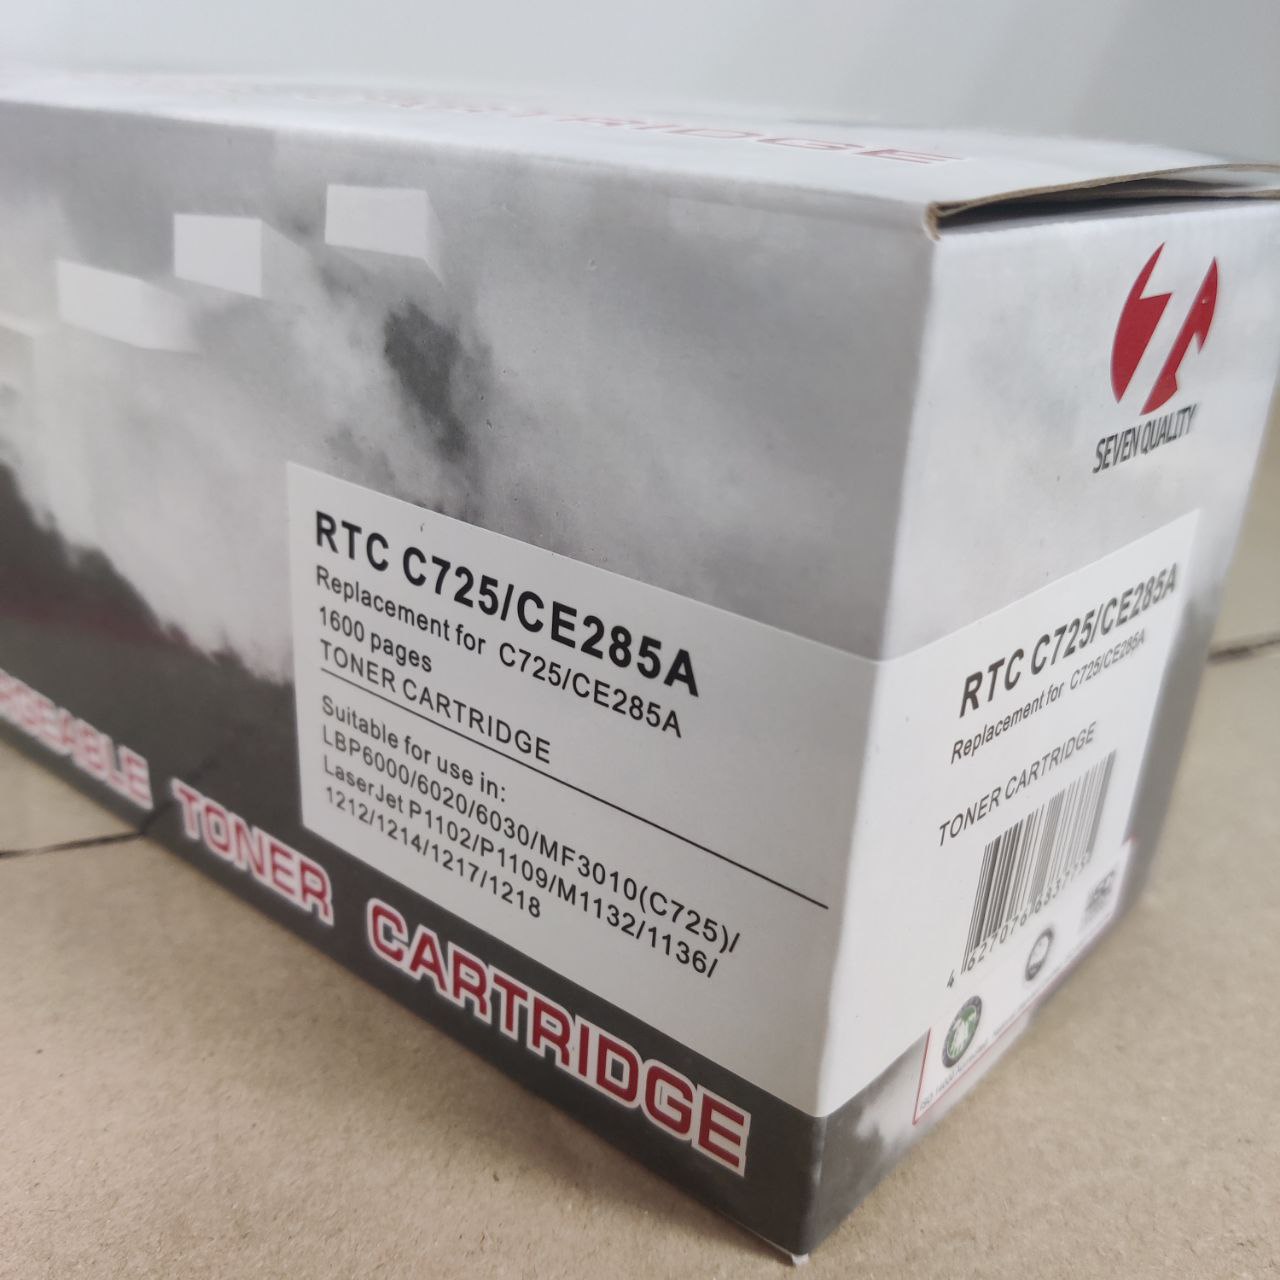 CARTRIDGE
SEVEN QUALITY
RTC C725/CE285A
Replacement for C725/CE285A
1600 pages
TONER CARTRIDGE
Suitable for use in:
LBP6000/6020/6030/MF3010(C725)/
LaserJet P1102/P1109/M1132/1136/
1212/1214/1217/1218
TONER CARTRIDGE
RTC C725/CE285A
Replacement for C725/CE285A
TONER CARTRIDGE